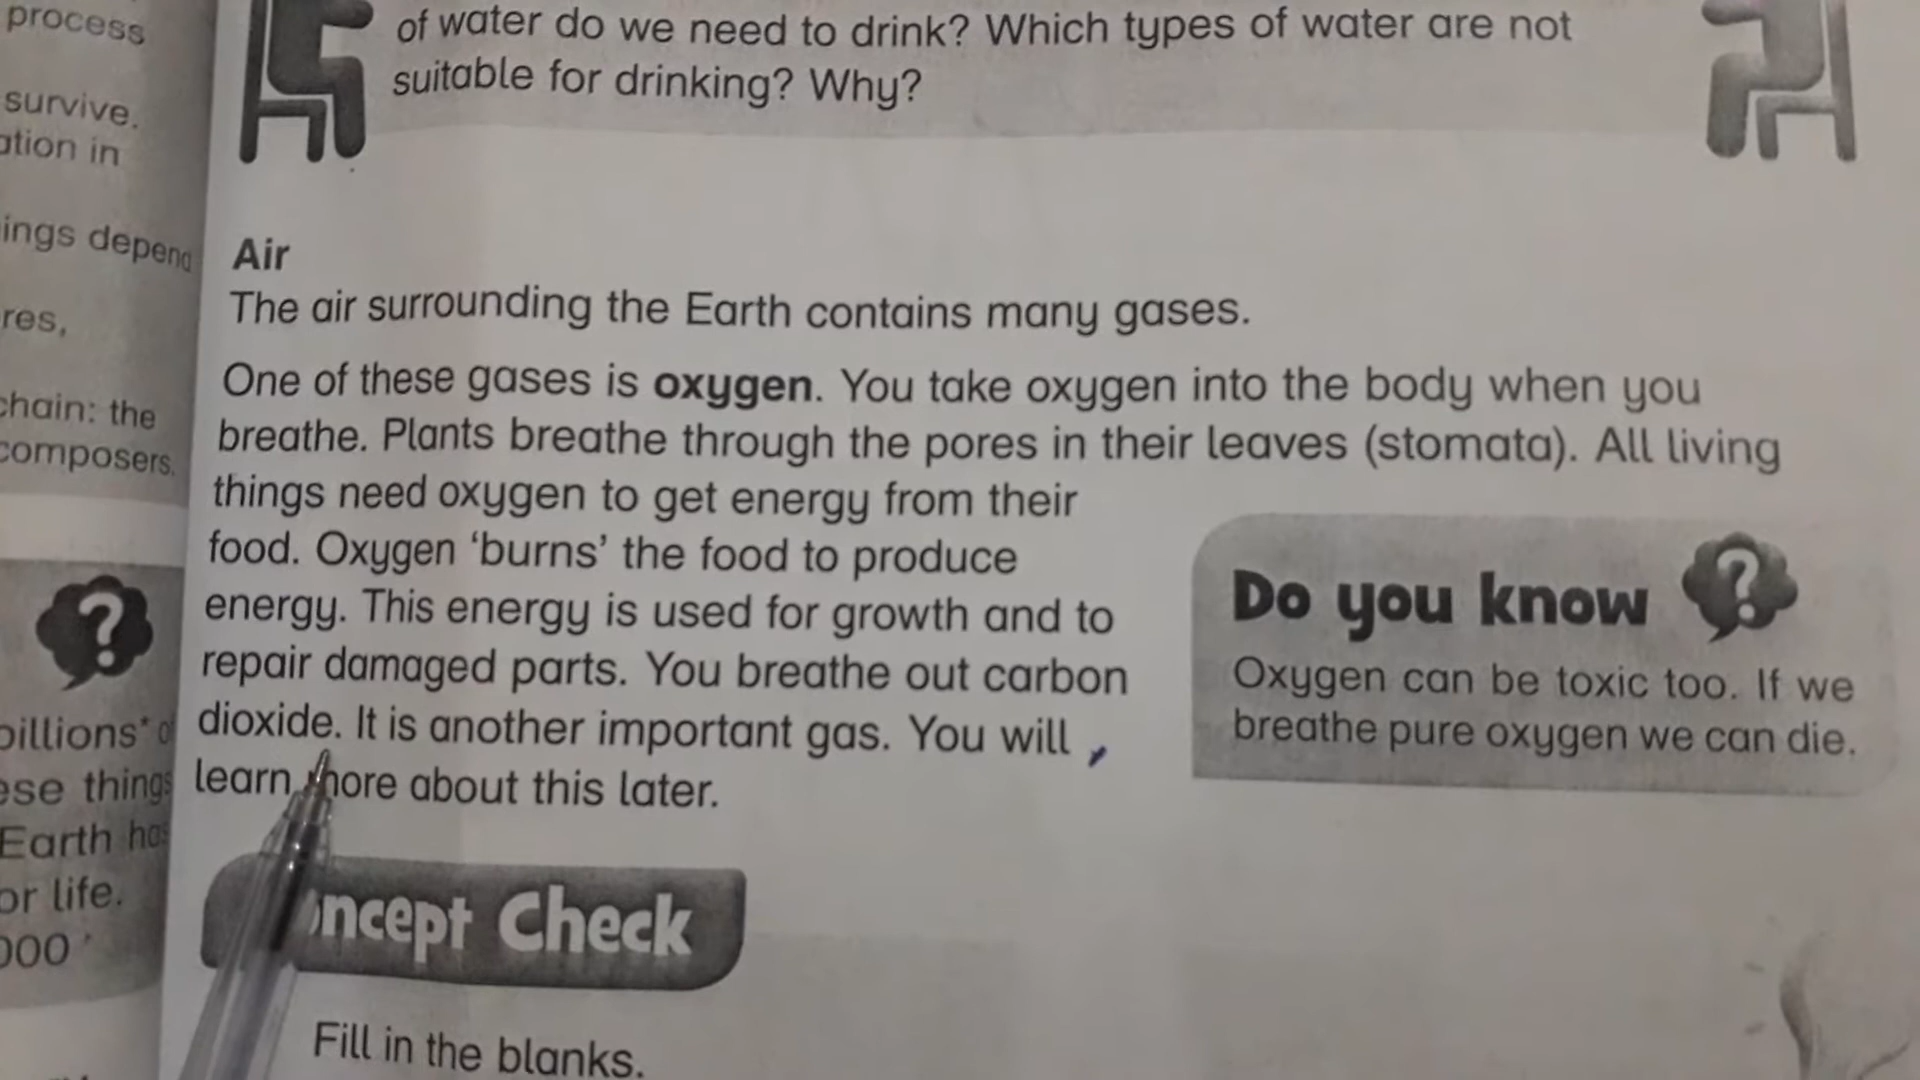 process
survive.
ation in
ings depend
res,
chain: the
composers.
billions* of
ese things
Earth has
or life.
000
of water do we need to drink? Which types of water are not
suitable for drinking? Why?
Air
The air surrounding the Earth contains many gases.
One of these gases is oxygen. You take oxygen into the body when you
breathe. Plants breathe through the pores in their leaves (stomata). All living
things need oxygen to get energy from their
food. Oxygen ‘burns’ the food to produce
energy. This energy is used for growth and to
repair damaged parts. You breathe out carbon
dioxide. It is another important gas. You will
learn more about this later.
Do you know
?
Oxygen can be toxic too. If we
breathe pure oxygen we can die.
?
ncept Check
Fill in the blanks.